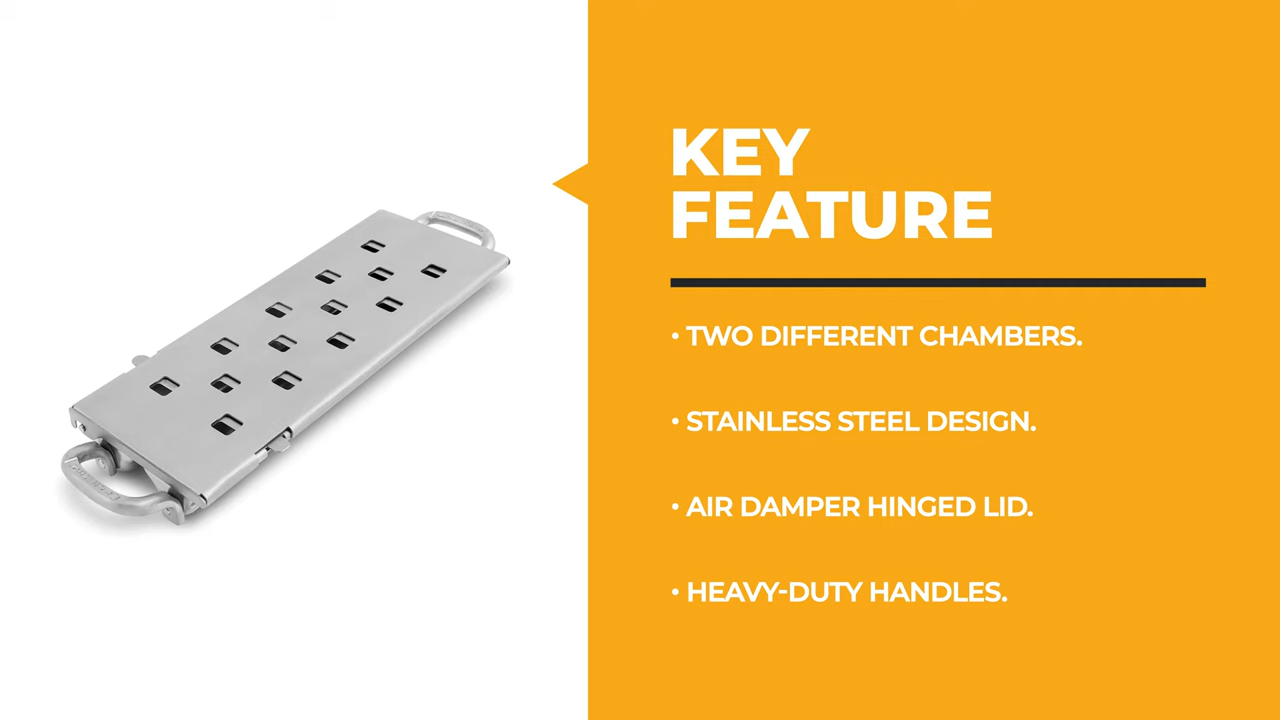 KEY
FEATURE
• TWO DIFFERENT CHAMBERS.
• STAINLESS STEEL DESIGN.
• AIR DAMPER HINGED LID.
• HEAVY-DUTY HANDLES.